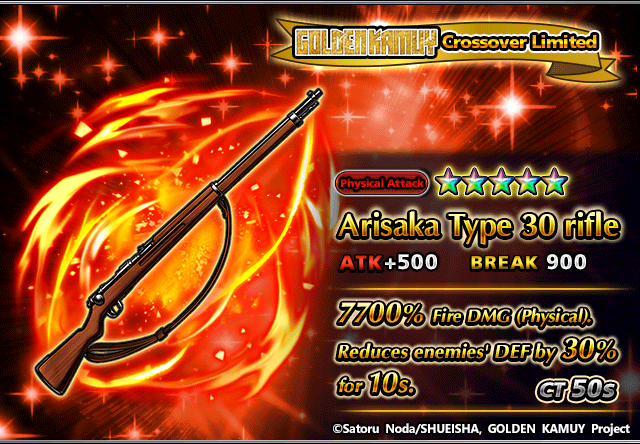 GOLDEN KAMUY Crossover Limited
Physical Attack
Arisaka Type 30 rifle
ATK+500 BREAK 900
7700% Fire DMG (Physical).
Reduces enemies' DEF by 30%
for 10s.
CT 50s
©Satoru Noda/SHUEISHA, GOLDEN KAMUY Project